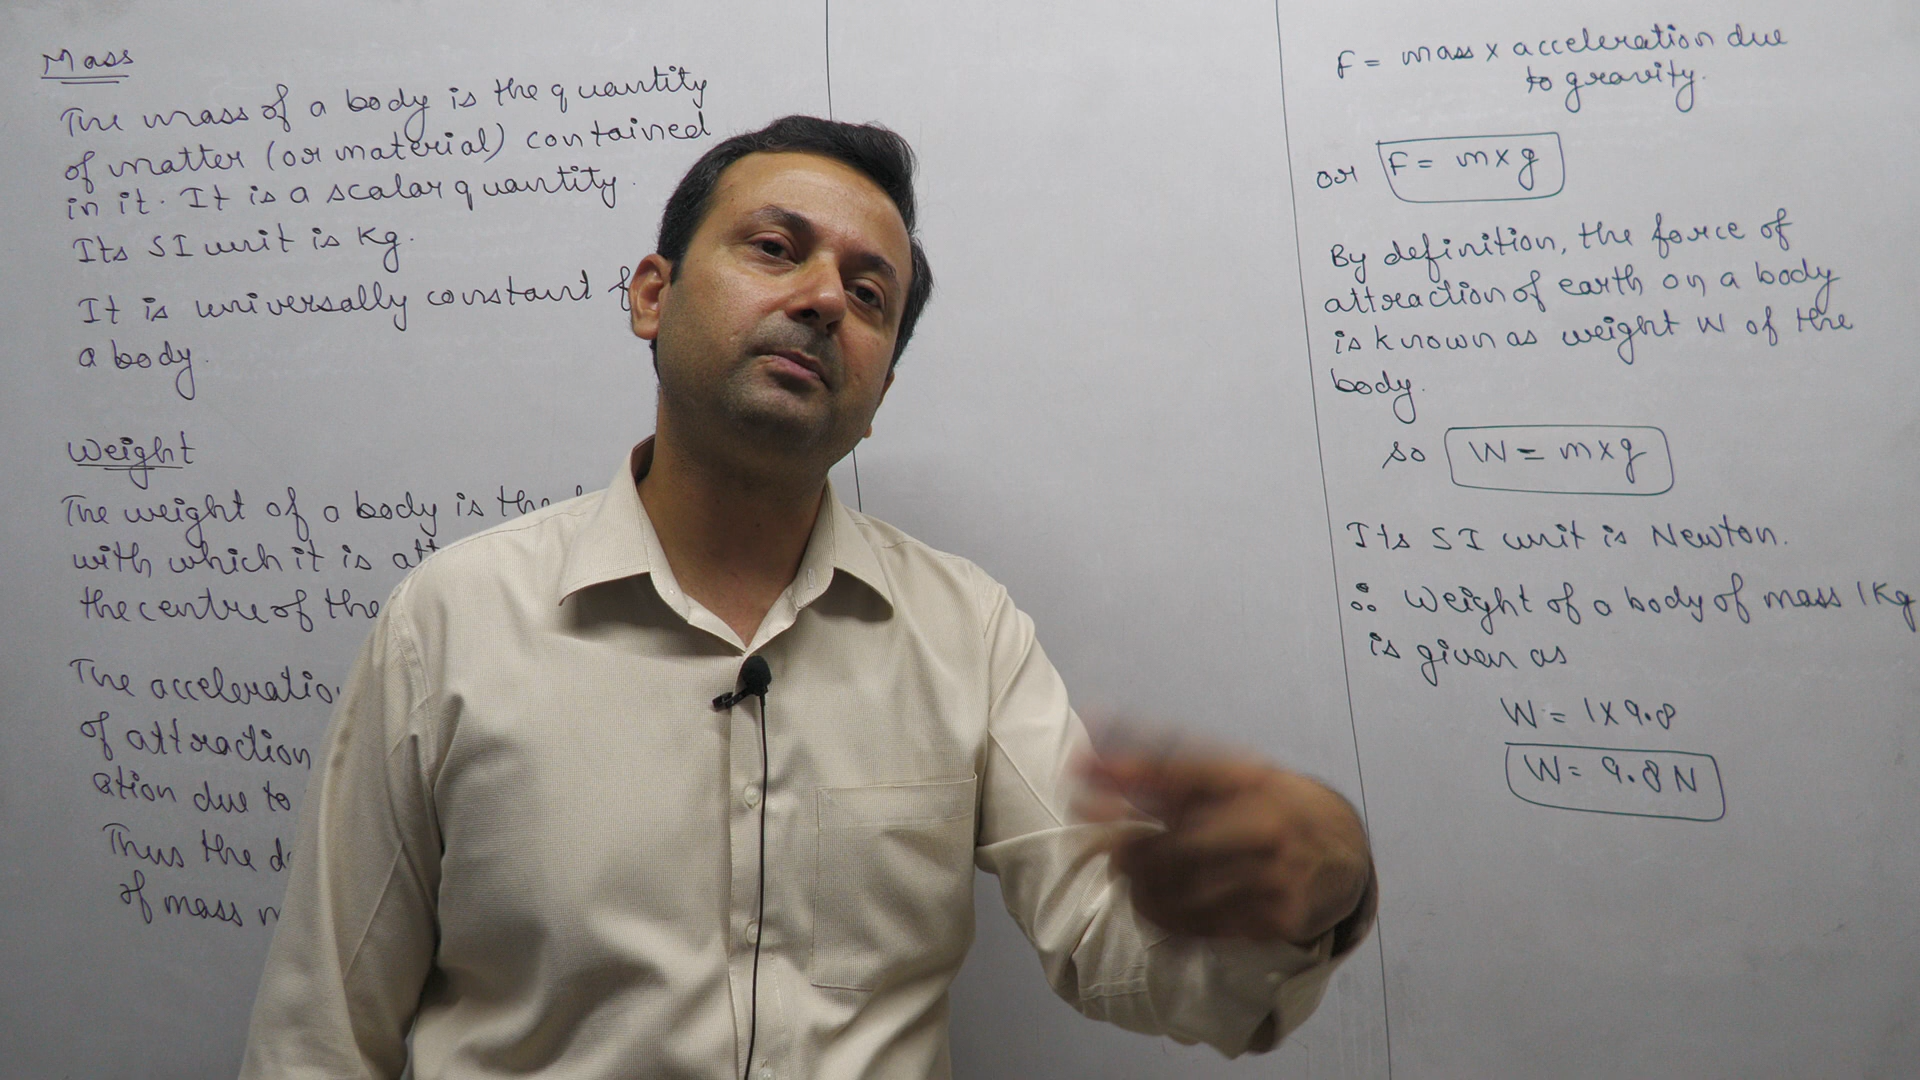 Mass
The mass of a body is the quantity
of matter (or material) contained
in it. It is a scalar quantity.
Its SI unit is Kg.
It is universally constant
a body.
Weight
The weight of a body is the
with which it is
the centre of the
The
of attraction
ation due to
Thus the
of mass
F = mass x acceleration due
to gravity.
or F = m x g
By definition, the force of
attraction of earth on a body
is known as weight W of the
body.
so W = m x g
Its SI unit is Newton.
∴ Weight of a body of mass 1Kg
is given as
W = 1 x 9.8
W = 9.8 N